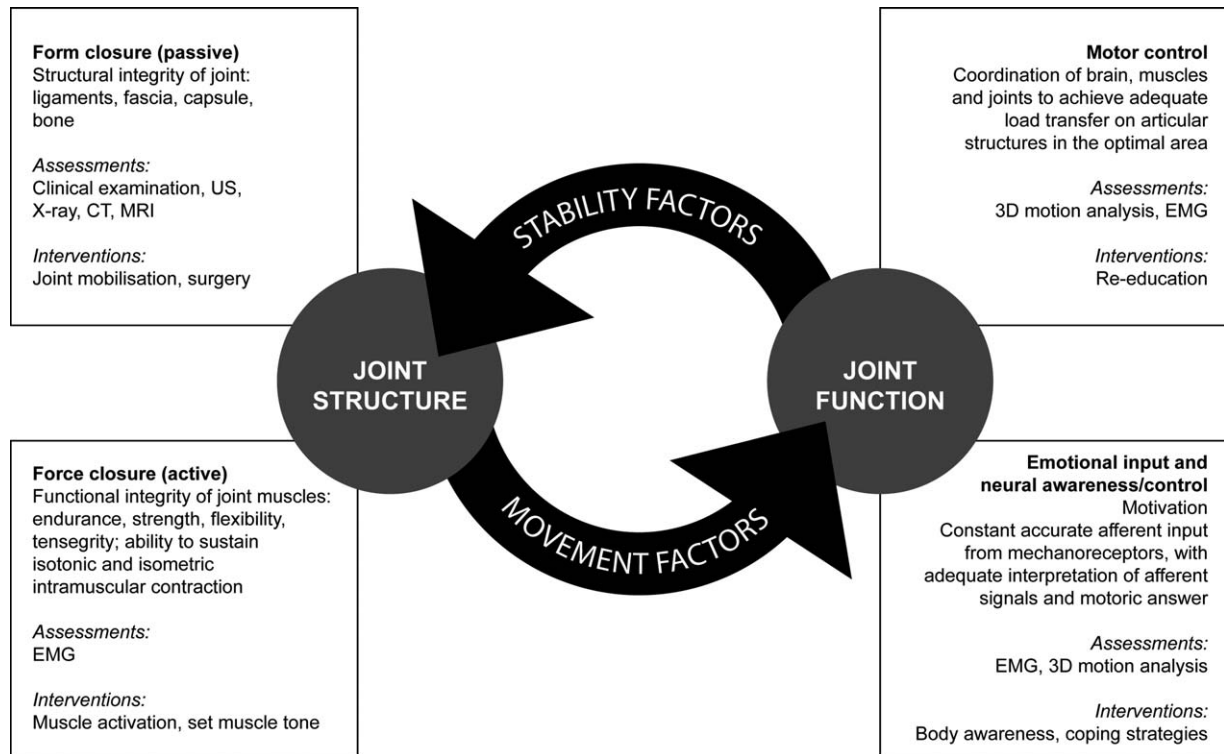 Form closure (passive)
Structural integrity of joint:
ligaments, fascia, capsule,
bone
Assessments:
Clinical examination, US,
X-ray, CT, MRI
Interventions:
Joint mobilisation, surgery
Motor control
Coordination of brain, muscles
and joints to achieve adequate
load transfer on articular
structures in the optimal area
Assessments:
3D motion analysis, EMG
Interventions:
Re-education
STABILITY FACTORS
JOINT
STRUCTURE
JOINT
FUNCTION
MOVEMENT FACTORS
Force closure (active)
Functional integrity of joint muscles:
endurance, strength, flexibility,
tensegrity; ability to sustain
isotonic and isometric
intramuscular contraction
Assessments:
EMG
Interventions:
Muscle activation, set muscle tone
Emotional input and
neural awareness/control
Motivation
Constant accurate afferent input
from mechanoreceptors, with
adequate interpretation of afferent
signals and motoric answer
Assessments:
EMG, 3D motion analysis
Interventions:
Body awareness, coping strategies